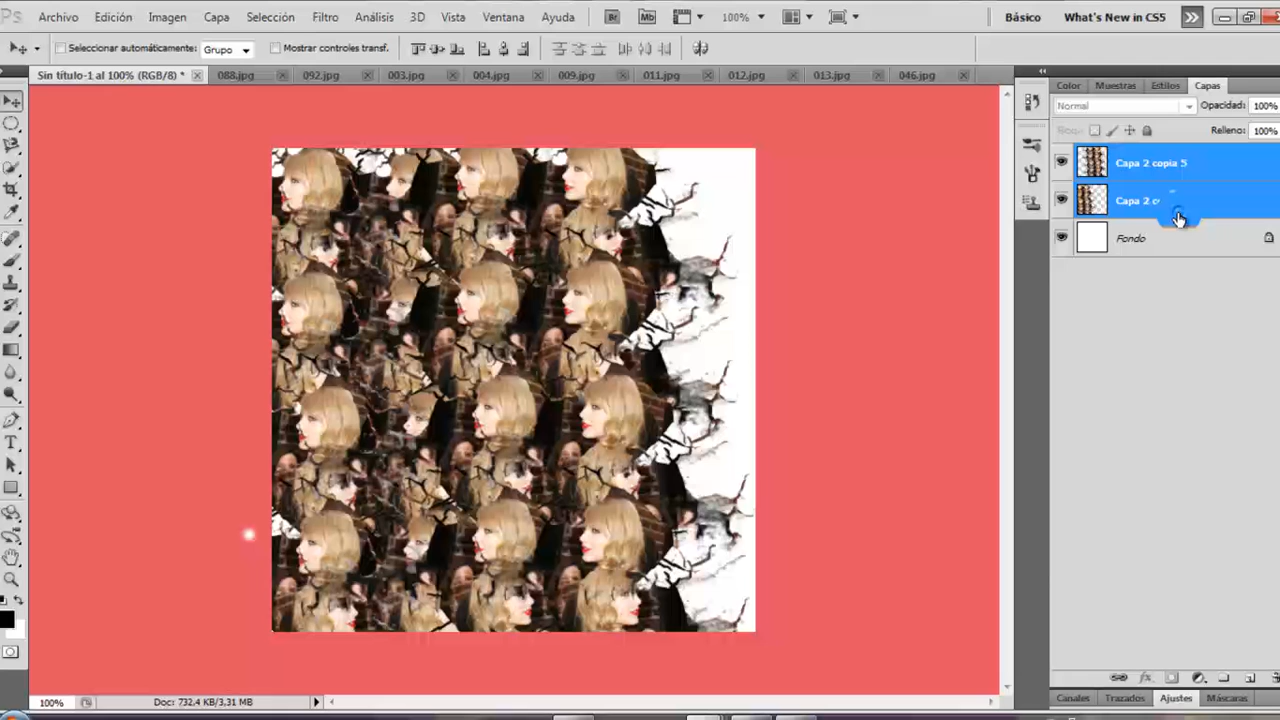 Ps Archivo Edición Imagen Capa Selección Filtro Análisis 3D Vista Ventana Ayuda Br Mb 100% Básico What's New in CS5
Seleccionar automáticamente: Grupo Mostrar controles transf.
Sin título-1 al 100% (RGB/8) * 088.jpg 092.jpg 003.jpg 004.jpg 009.jpg 011.jpg 012.jpg 013.jpg 046.jpg
Color Muestras Estilos Capas
Normal Opacidad: 100%
Relleno: 100%
Capa 2 copia 5
Capa 2
Fondo
100% Doc: 732,4 KB/3,31 MB
Canales Trazados Ajustes Máscaras